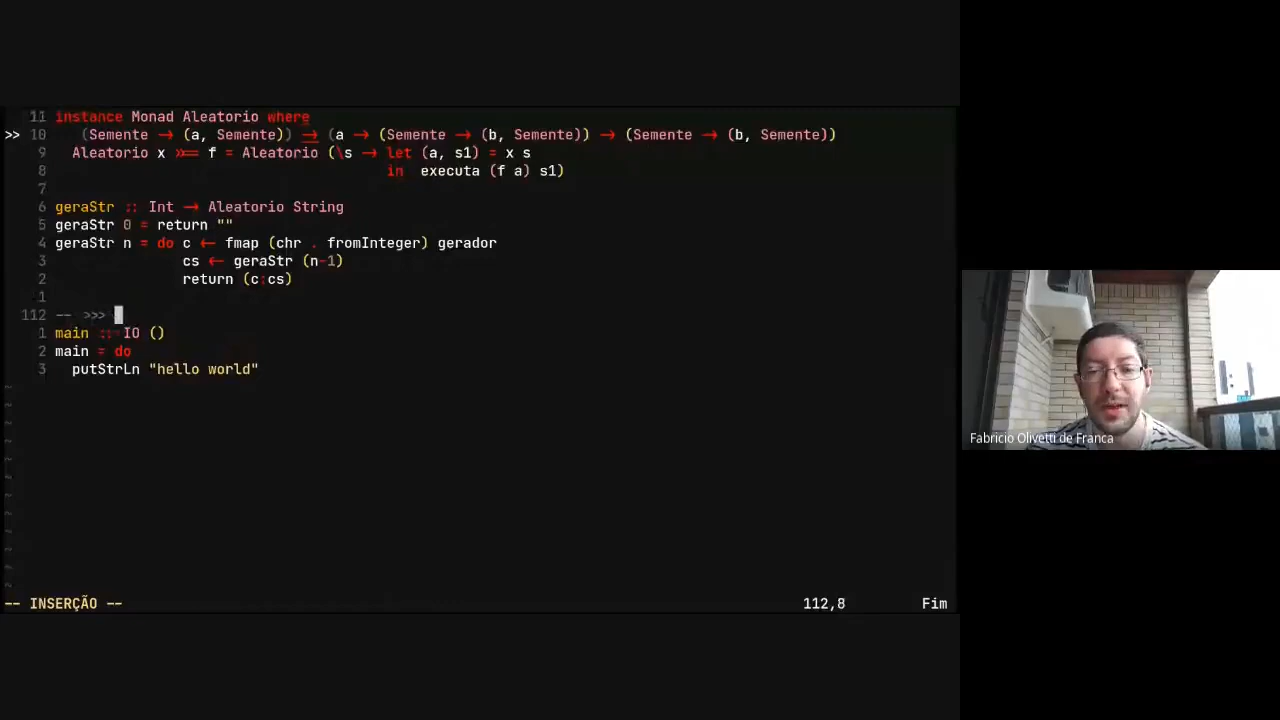 11 instance Monad Aleatorio where
>> 10 (Semente → (a, Semente)) → (a → (Semente → (b, Semente)) → (Semente → (b, Semente))
9 Aleatorio x >>= f = Aleatorio (\s → let (a, s1) = x s
8 in executa (f a) s1)
7
6 geraStr :: Int → Aleatorio String
5 geraStr 0 = return ""
4 geraStr n = do c ← fmap (chr . fromInteger) gerador
3 cs ← geraStr (n-1)
2 return (c:cs)
1
112 -- >>>
1 main :: IO ()
2 main = do
3 putStrLn "hello world"
~
~
~
~
~
~
~
~
~
~
~
~
-- INSERÇÃO -- 112,8 Fim
Fabricio Olivetti de Franca